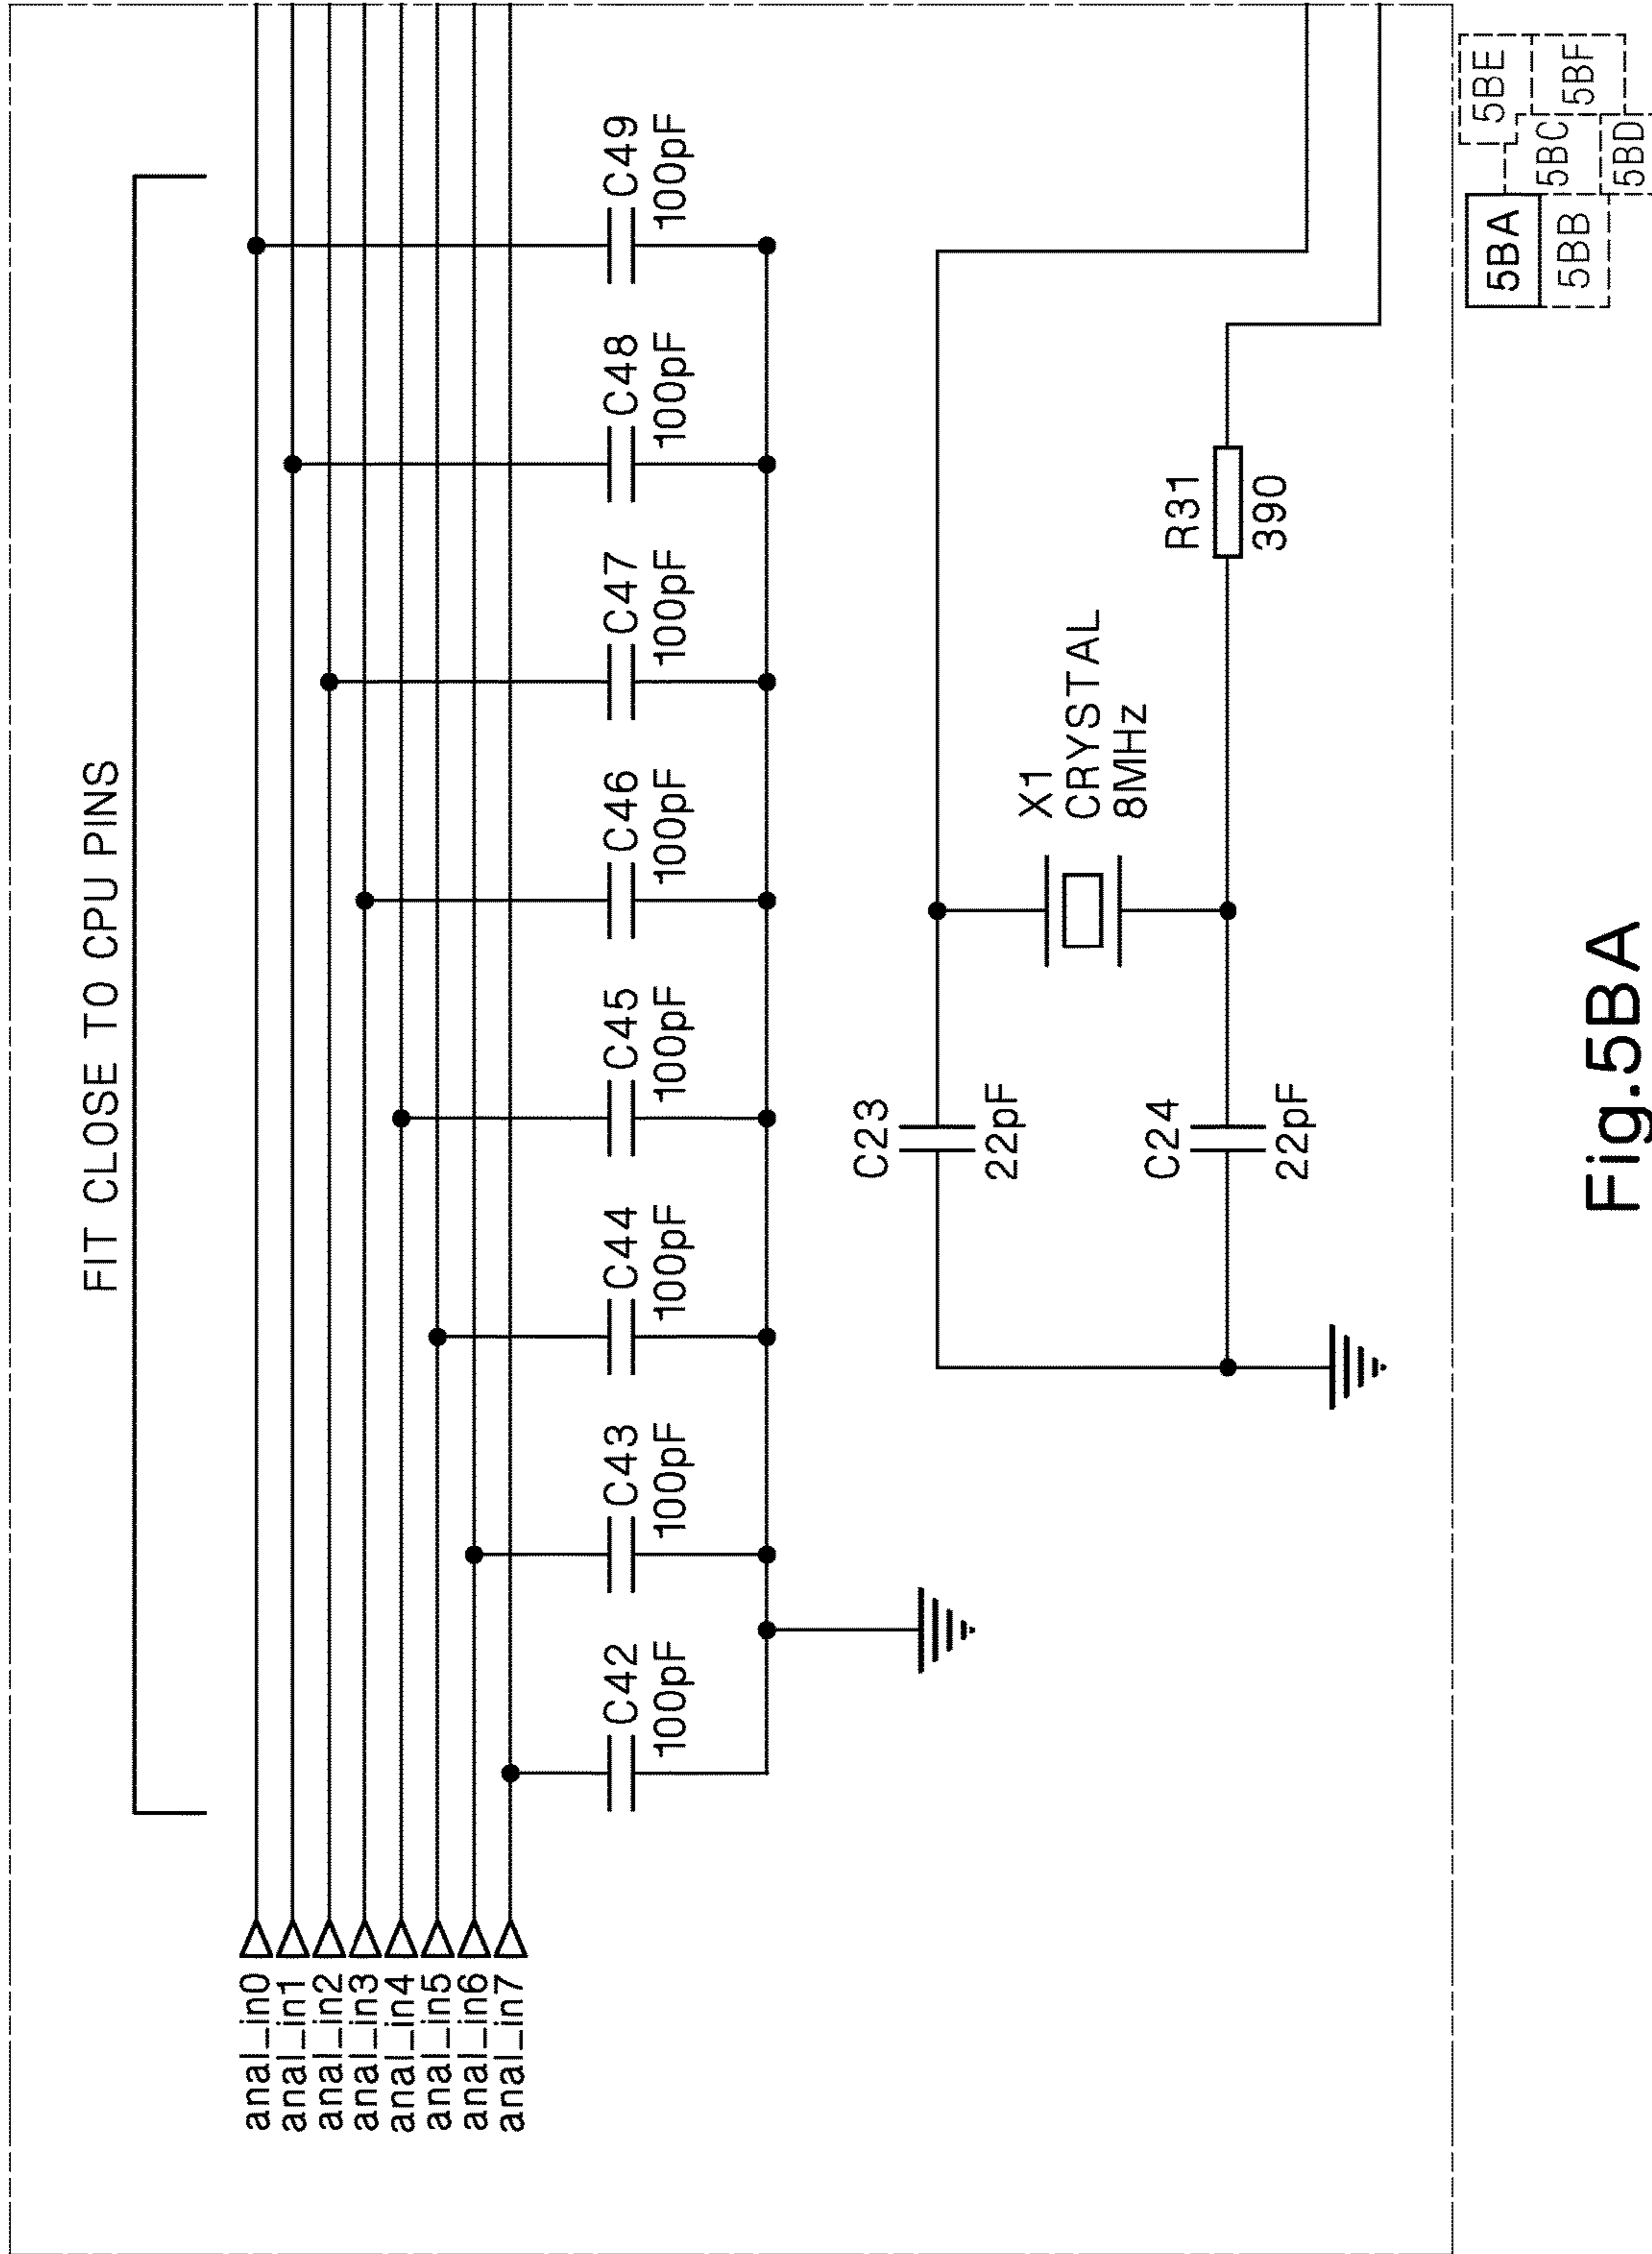 FIT CLOSE TO CPU PINS
anal_in0
anal_in1
anal_in2
anal_in3
anal_in4
anal_in5
anal_in6
anal_in7
C42
100pF
C43
100pF
C44
100pF
C45
100pF
C46
100pF
C47
100pF
C48
100pF
C49
100pF
C23
22pF
X1
CRYSTAL
8MHz
C24
22pF
R31
390
5BA
5BB
5BC
5BD
5BE
5BF
Fig.5BA